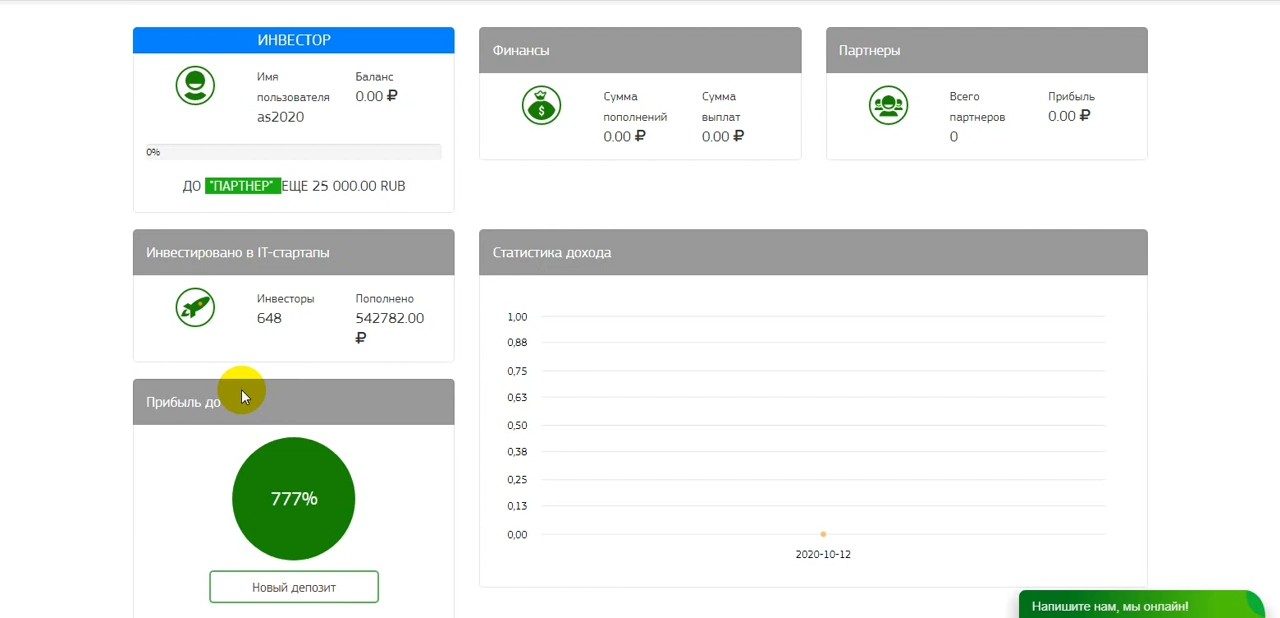 ИНВЕСТОР
Имя
пользователя
as2020
Баланс
0.00 ₽
0%
ДО "ПАРТНЕР" ЕЩЕ 25 000.00 RUB
Финансы
Сумма
пополнений
0.00 ₽
Сумма
выплат
0.00 ₽
Партнеры
Всего
партнеров
0
Прибыль
0.00 ₽
Инвестировано в IT-стартапы
Инвесторы
648
Пополнено
542782.00
₽
Прибыль до
777%
Новый депозит
Статистика дохода
1,00
0,88
0,75
0,63
0,50
0,38
0,25
0,13
0,00
2020-10-12
Напишите нам, мы онлайн!